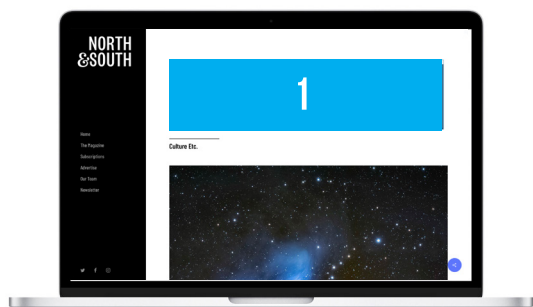 NORTH
&SOUTH
Home
The Magazine
Subscriptions
Advertise
Our Team
Newsletter
1
Culture Etc.